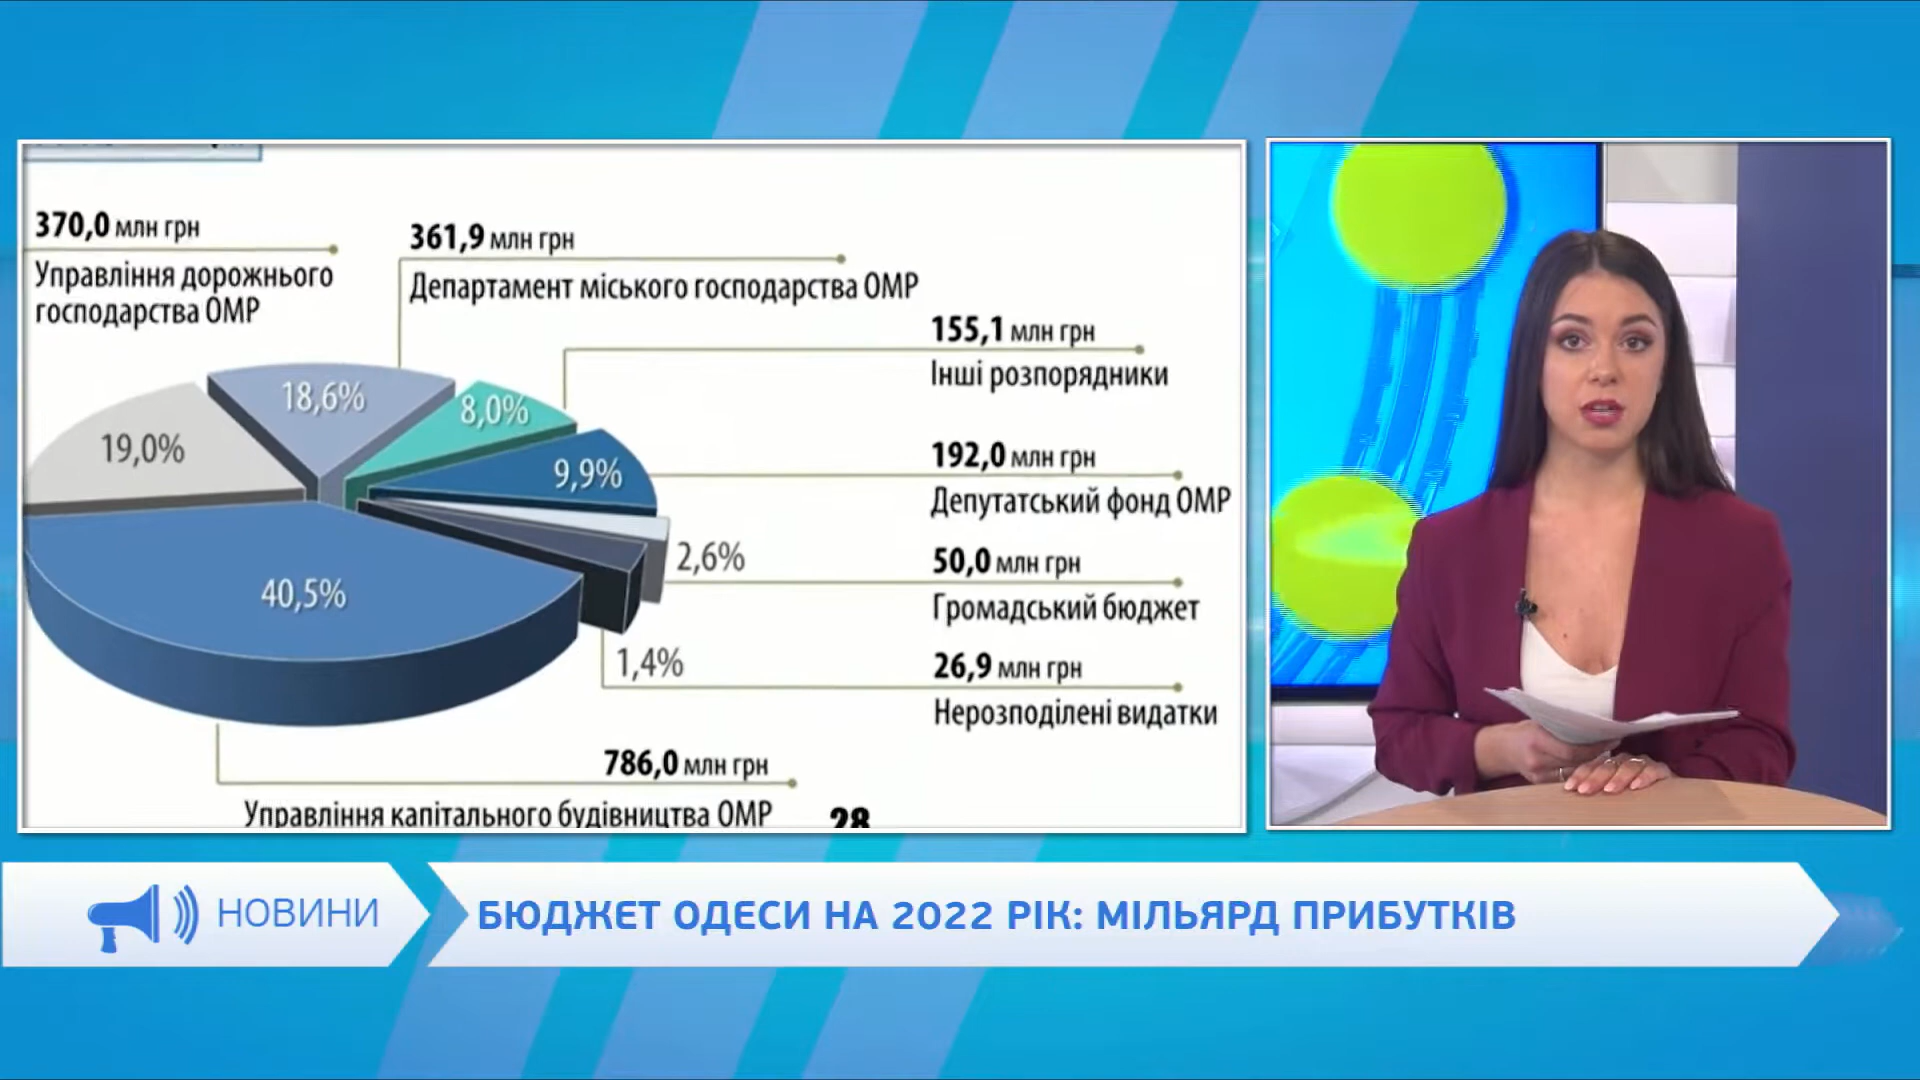 370,0 млн грн
Управління дорожнього
господарства ОМР
361,9 млн грн
Департамент міського господарства ОМР
155,1 млн грн
Інші розпорядники
192,0 млн грн
Депутатський фонд ОМР
50,0 млн грн
Громадський бюджет
26,9 млн грн
Нерозподілені видатки
18,6%
8,0%
19,0%
9,9%
2,6%
40,5%
1,4%
786,0 млн грн
Управління капітального будівництва ОМР
28
НОВИНИ
БЮДЖЕТ ОДЕСИ НА 2022 РІК: МІЛЬЯРД ПРИБУТКІВ